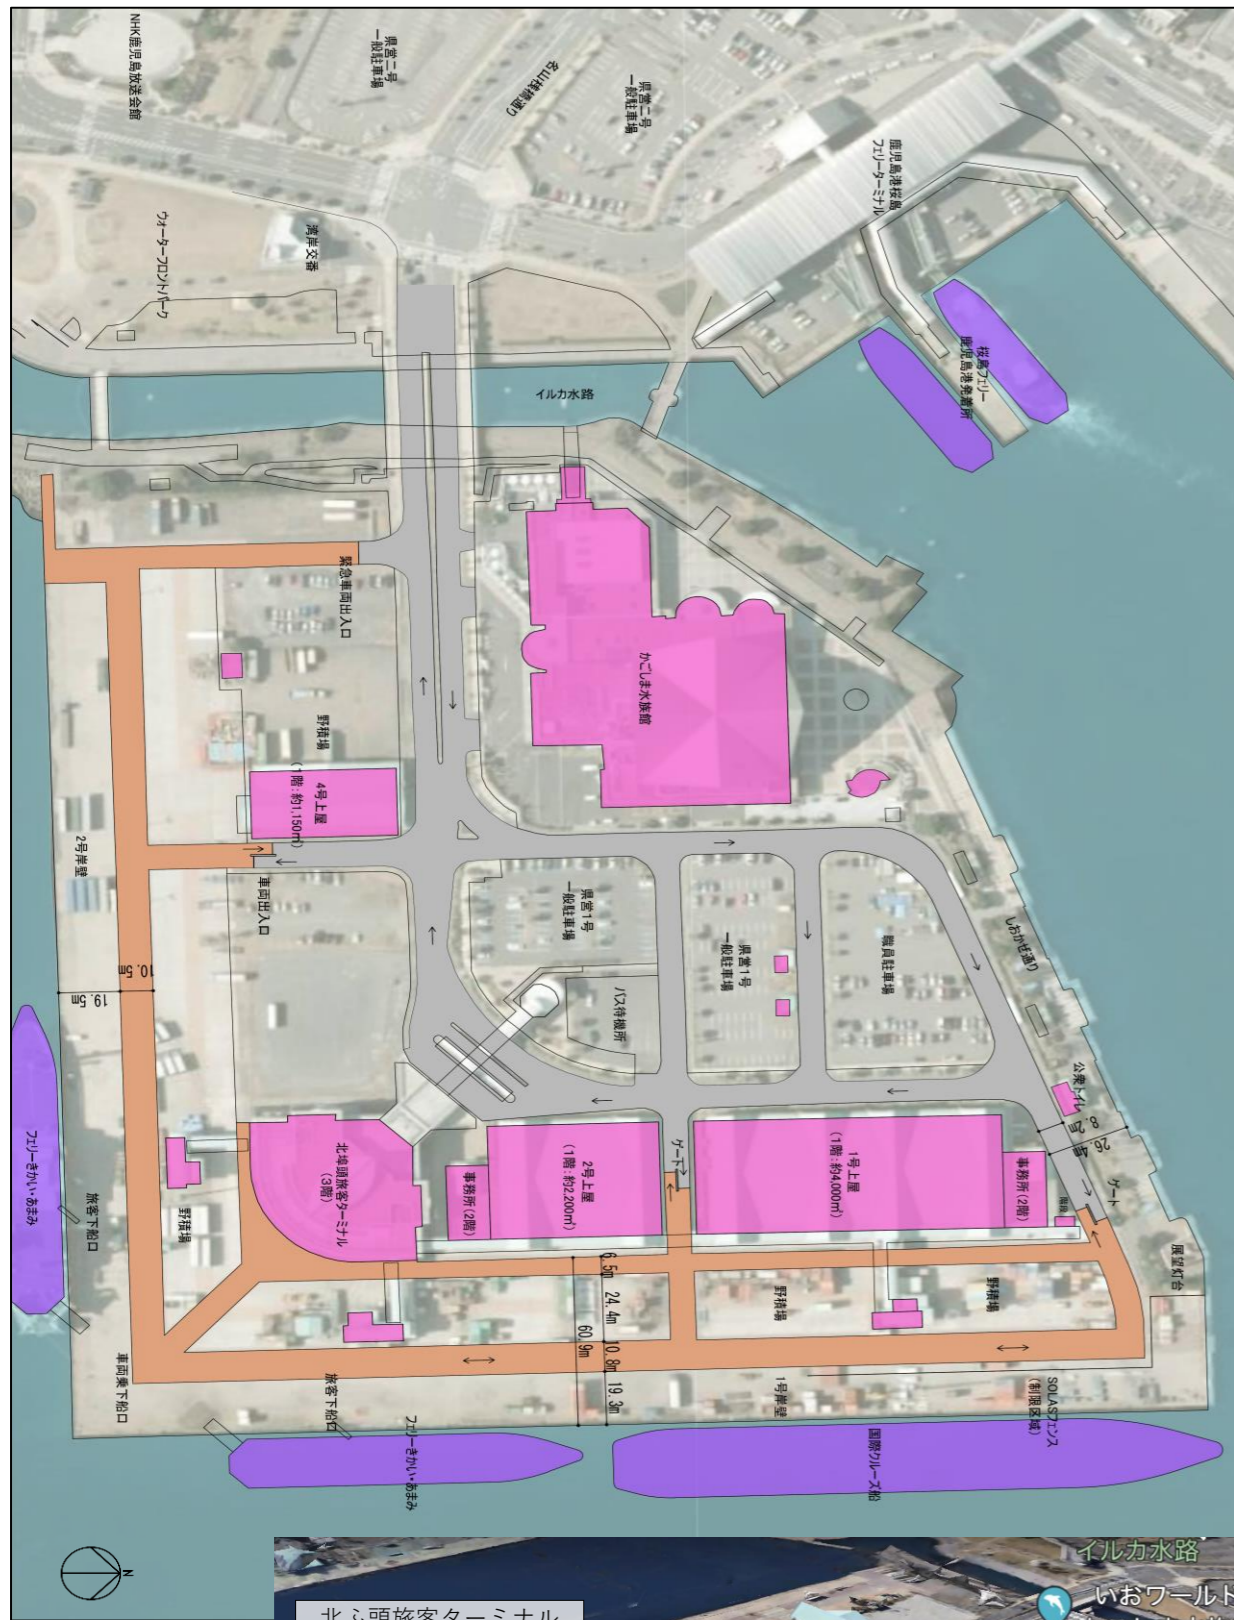 NHK鹿児島放送会館
県営二号
一般駐車場
名山桟橋通り
県営二号
一般駐車場
鹿児島港桜島
フェリーターミナル
ウォーターフロントパーク
湾岸交番
桜島フェリー
鹿児島港発着所
イルカ水路
緊急車両出入口
かごしま水族館
野積場
4号上屋
(1階：約1,150㎡)
2号岸壁
車両出入口
県営1号
一般駐車場
県営1号
一般駐車場
職員駐車場
しおかぜ通り
バス待機所
10.5m
19.5m
公衆トイレ
8.2m
ゲート
フェリーきかい・あまみ
旅客下船口
野積場
北埠頭旅客ターミナル
(3階)
事務所(2階)
2号上屋
(1階：約2,200㎡)
ゲート
1号上屋
(1階：約4,000㎡)
事務所(2階)
展望灯台
6.5m
24.4m
10.8m
19.3m
60.9m
野積場
野積場
車両乗下船口
旅客下船口
フェリーきかい・あまみ
1号岸壁
SOLASフェンス
(制限区域)
国際クルーズ船
N
イルカ水路
いおワールド
北ふ頭旅客ターミナル